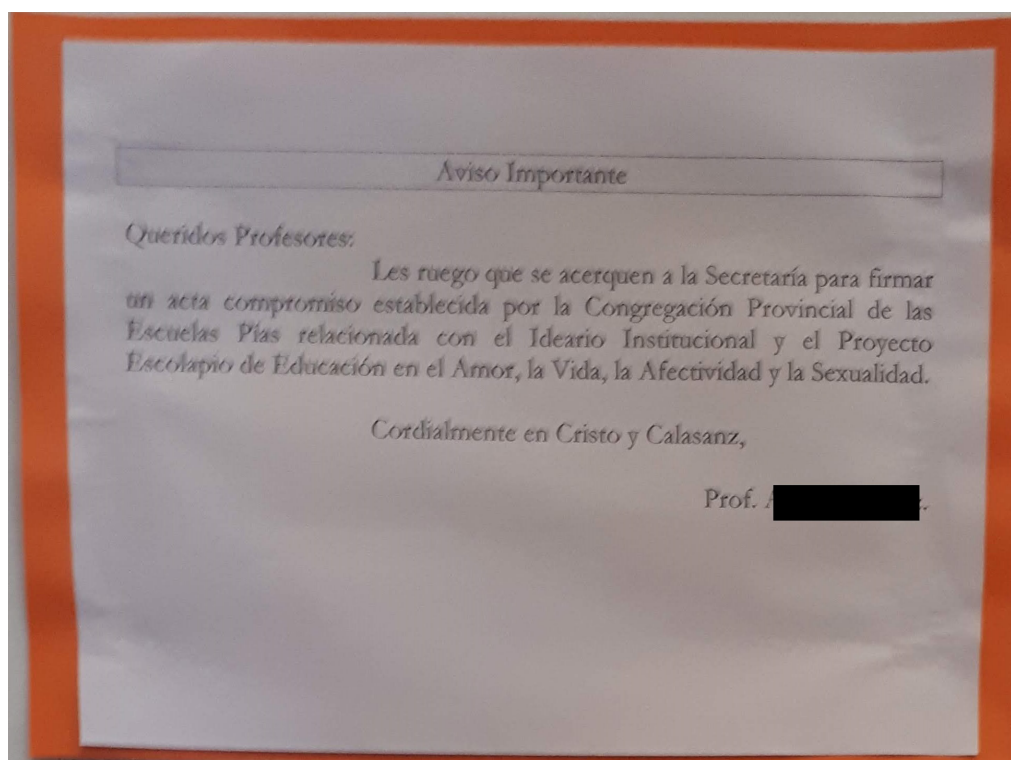 Aviso Importante
Queridos Profesores:
Les ruego que se acerquen a la Secretaría para firmar
un acta compromiso establecida por la Congregación Provincial de las
Escuelas Pías relacionada con el Ideario Institucional y el Proyecto
Escolapio de Educación en el Amor, la Vida, la Afectividad y la Sexualidad.
Cordialmente en Cristo y Calasanz,
Prof.